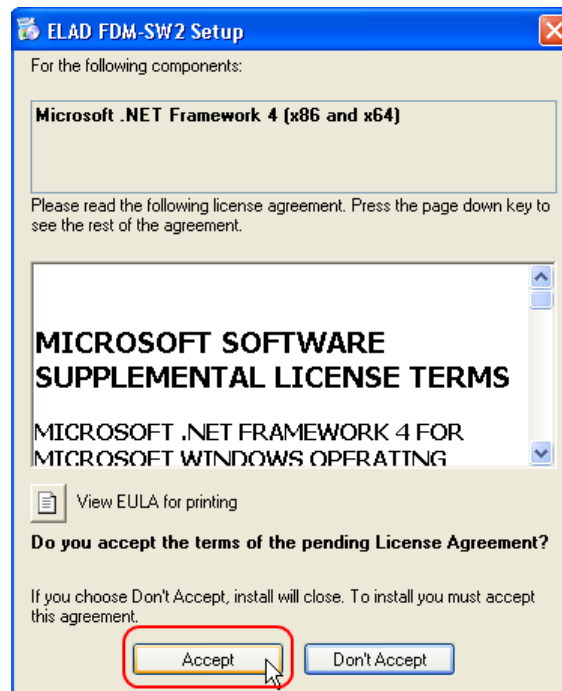 ELAD FDM-SW2 Setup
For the following components:
Microsoft .NET Framework 4 (x86 and x64)
Please read the following license agreement. Press the page down key to
see the rest of the agreement.
MICROSOFT SOFTWARE
SUPPLEMENTAL LICENSE TERMS
MICROSOFT .NET FRAMEWORK 4 FOR
MICROSOFT WINDOWS OPERATING
View EULA for printing
Do you accept the terms of the pending License Agreement?
If you choose Don't Accept, install will close. To install you must accept
this agreement.
Accept
Don't Accept